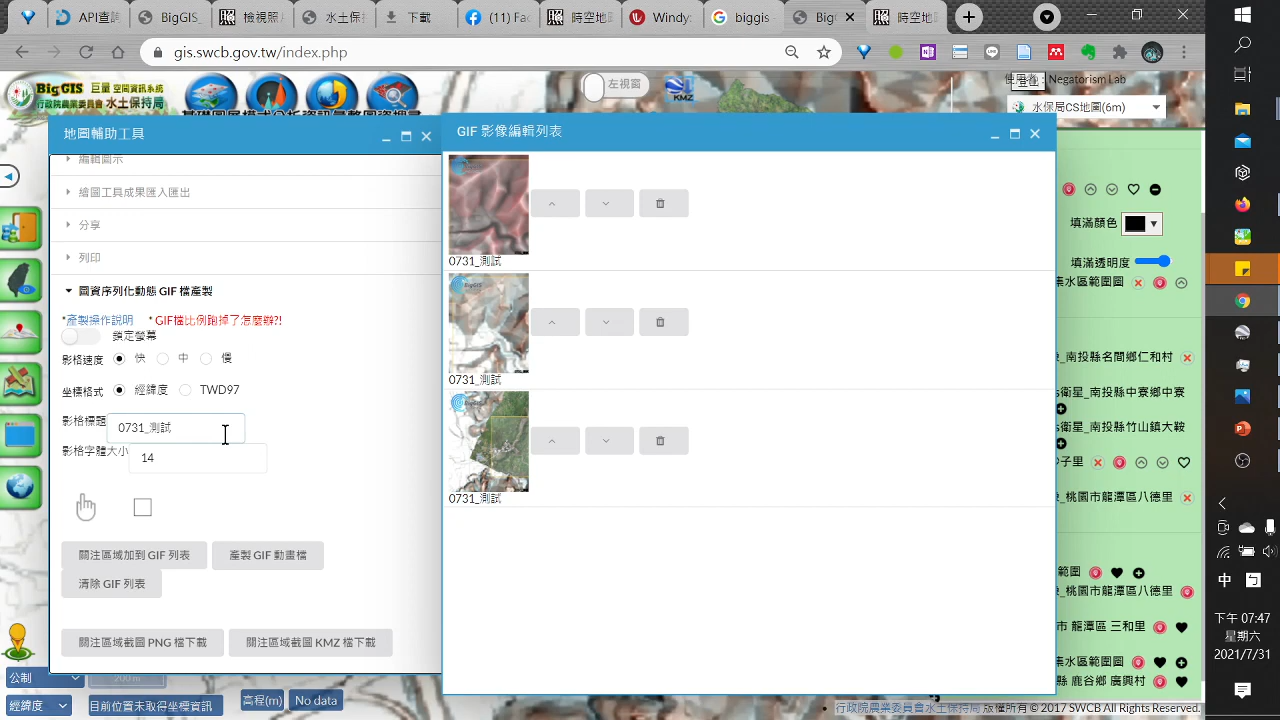 API查詢
BigGIS
檢視原
水土保
下載
(11) Fac
時空地
Windy:
biggis
Big
時空地
gis.swcb.gov.tw/index.php
BigGIS 巨量空間資訊系統
行政院農業委員會 水土保持局
左視窗
KMZ
使用者 : Negatorism Lab
水保局CS地圖(6m)
地圖輔助工具
編輯圖示
繪圖工具成果匯入匯出
分享
列印
圖資序列化動態 GIF 檔產製
*產製操作說明 * GIF檔比例跑掉了怎麼辦?!
鎖定螢幕
影格速度 快 中 慢
坐標格式 經緯度 TWD97
影格標題 0731_測試
影格字體大小 14
關注區域加到 GIF 列表
產製 GIF 動畫檔
清除 GIF 列表
關注區域截圖 PNG 檔下載
關注區域截圖 KMZ 檔下載
GIF 影像編輯列表
BigGIS
0731_測試
BigGIS
0731_測試
0731_測試
填滿顏色
填滿透明度
集水區範圍圖
_南投縣名間鄉仁和村
衛星_南投縣中寮鄉中寮
衛星_南投縣竹山鎮大鞍
子里
_桃園市龍潭區八德里
範圍
_桃園市龍潭區八德里
市 龍潭區 三和里
集水區範圍圖
縣 鹿谷鄉 廣興村
公制
200 m
經緯度
目前位置未取得坐標資訊
高程(m)
No data
行政院農業委員會水土保持局 版權所有 © 2017 SWCB All Rights Reserved.
中
下午 07:47
星期六
2021/7/31